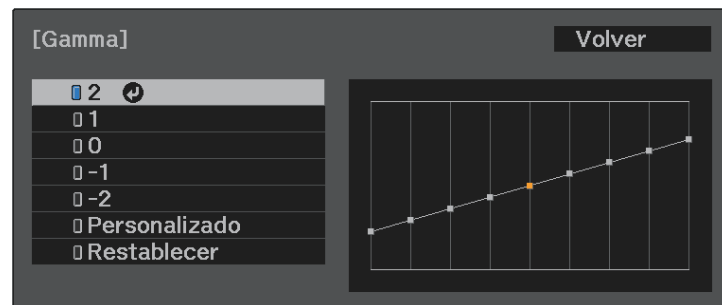 [Gamma]
Volver
2
1
0
-1
-2
Personalizado
Restablecer